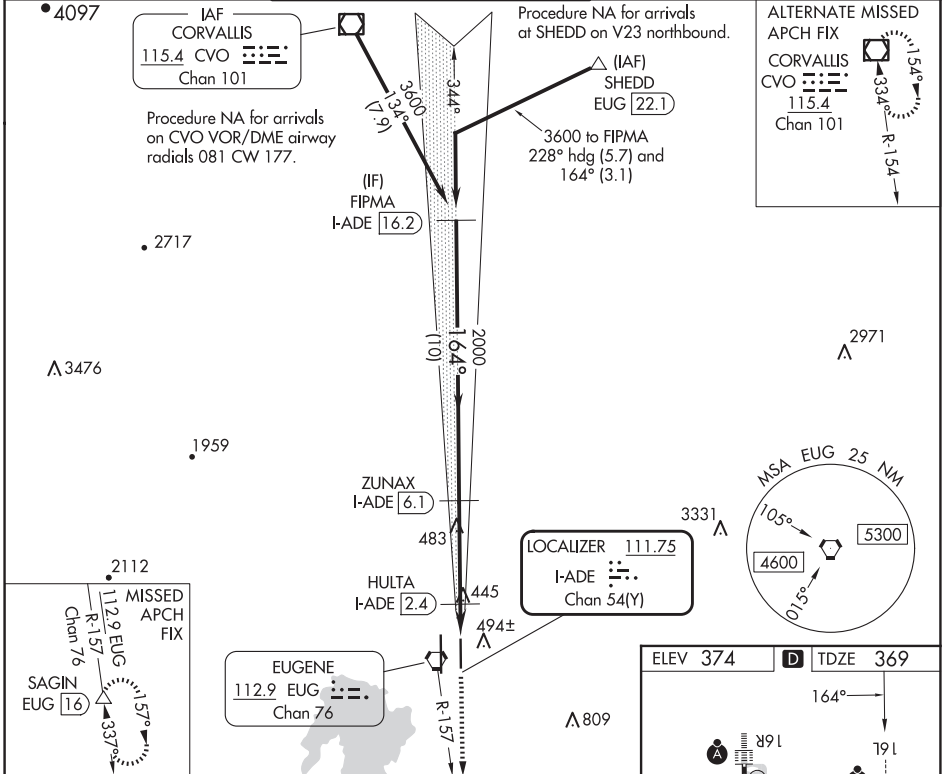 4097
IAF
CORVALLIS
115.4 CVO
Chan 101
Procedure NA for arrivals
on CVO VOR/DME airway
radials 081 CW 177.
3600
134°
(7.9)
344°
Procedure NA for arrivals
at SHEDD on V23 northbound.
(IAF)
SHEDD
EUG 22.1
3600 to FIPMA
228° hdg (5.7) and
164° (3.1)
ALTERNATE MISSED
APCH FIX
CORVALLIS
CVO
115.4
Chan 101
154°
334°
R-154
(IF)
FIPMA
I-ADE 16.2
2717
2000
164°
(10)
2971
3476
1959
ZUNAX
I-ADE 6.1
483
3331
MSA EUG 25 NM
105°
5300
4600
015°
LOCALIZER 111.75
I-ADE
Chan 54(Y)
2112
HULTA
I-ADE 2.4
445
494±
MISSED
APCH
FIX
112.9 EUG
R-157
Chan 76
SAGIN
EUG 16
157°
337°
EUGENE
112.9 EUG
Chan 76
R-157
809
ELEV 374 D TDZE 369
164°
A
16R
16L